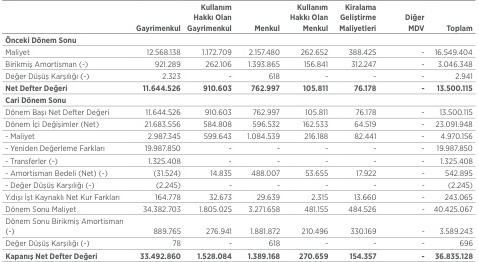 Kullanım Kullanım Kiralama
Hakkı Olan Hakkı Olan Geliştirme Diğer
Gayrimenkul Gayrimenkul Menkul Menkul Maliyetleri MDV Toplam
Önceki Dönem Sonu
Maliyet 12.568.138 1.172.709 2.157.480 262.652 388.425 - 16.549.404
Birikmiş Amortisman (-) 921.289 262.106 1.393.865 156.841 312.247 - 3.046.348
Değer Düşüş Karşılığı (-) 2.323 - 618 - - - 2.941
Net Defter Değeri 11.644.526 910.603 762.997 105.811 76.178 - 13.500.115
Cari Dönem Sonu
Dönem Başı Net Defter Değeri 11.644.526 910.603 762.997 105.811 76.178 - 13.500.115
Dönem İçi Değişimler (Net) 21.683.556 584.808 596.532 162.533 64.519 - 23.091.948
- Maliyet 2.987.345 599.643 1.084.539 216.188 82.441 - 4.970.156
- Yeniden Değerleme Farkları 19.987.850 - - - - - 19.987.850
- Transferler (-) 1.325.408 - - - - - 1.325.408
- Amortisman Bedeli (Net) (-) (31.524) 14.835 488.007 53.655 17.922 - 542.895
- Değer Düşüş Karşılığı (-) (2.245) - - - - - (2.245)
Y.dışı İşt Kaynaklı Net Kur Farkları 164.778 32.673 29.639 2.315 13.660 - 243.065
Dönem Sonu Maliyet 34.382.703 1.805.025 3.271.658 481.155 484.526 - 40.425.067
Dönem Sonu Birikmiş Amortisman
(-) 889.765 276.941 1.881.872 210.496 330.169 - 3.589.243
Değer Düşüş Karşılığı (-) 78 - 618 - - - 696
Kapanış Net Defter Değeri 33.492.860 1.528.084 1.389.168 270.659 154.357 - 36.835.128